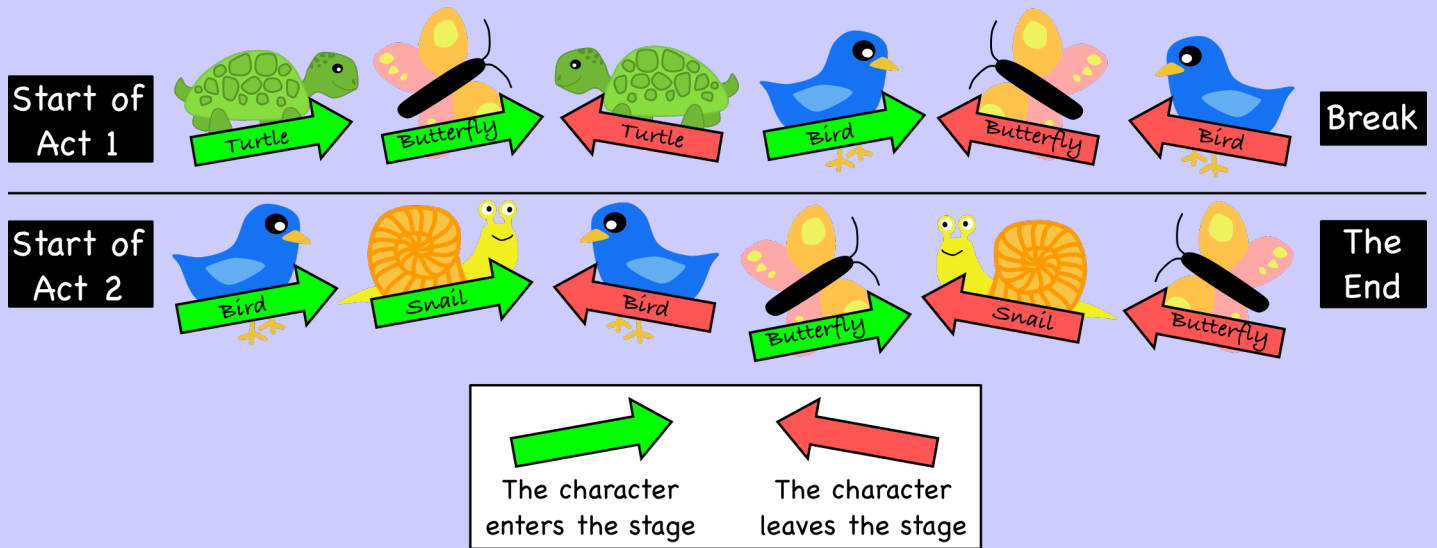 Start of
Act 1
Turtle
Butterfly
Turtle
Bird
Butterfly
Bird
Break
Start of
Act 2
Bird
Snail
Bird
Butterfly
Snail
Butterfly
The
End
The character
enters the stage
The character
leaves the stage